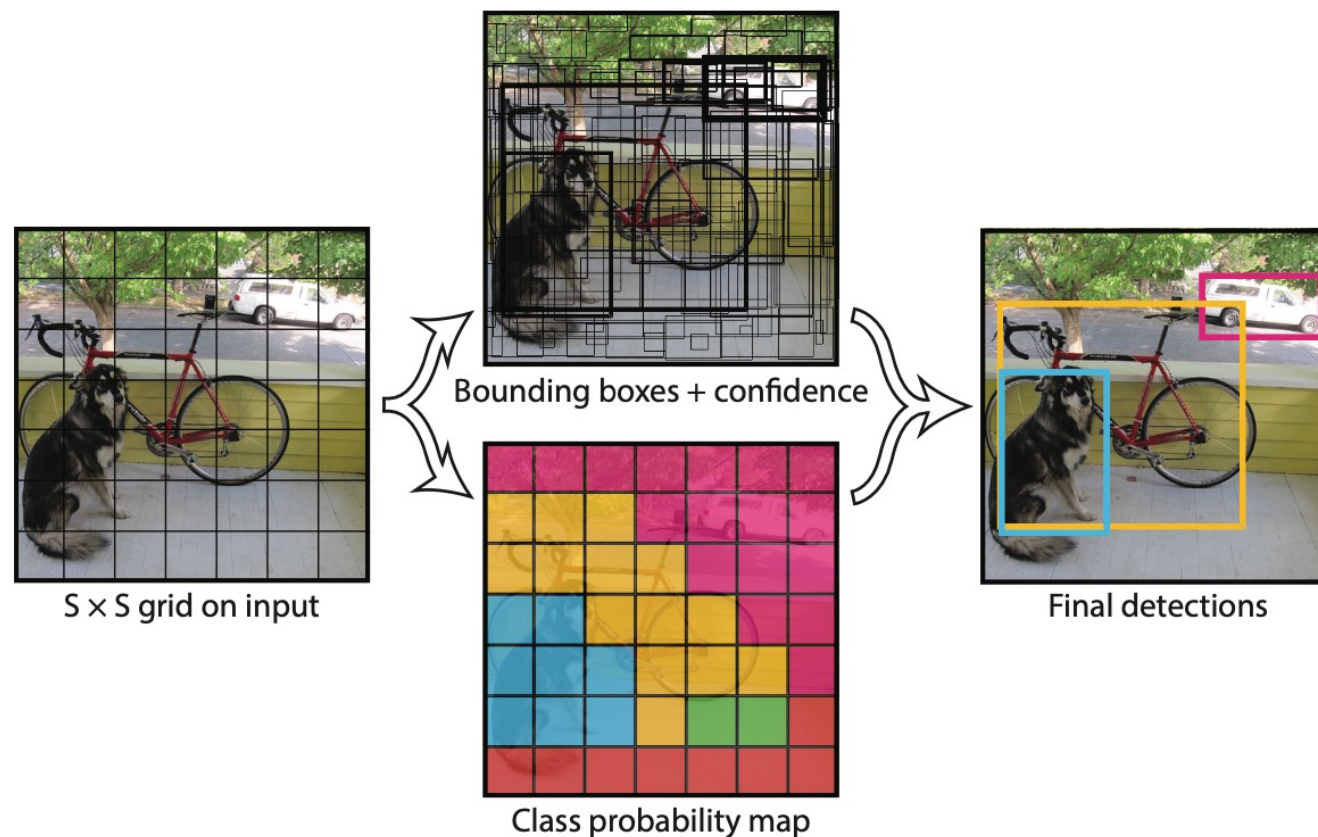 Bounding boxes + confidence
S × S grid on input
Final detections
Class probability map